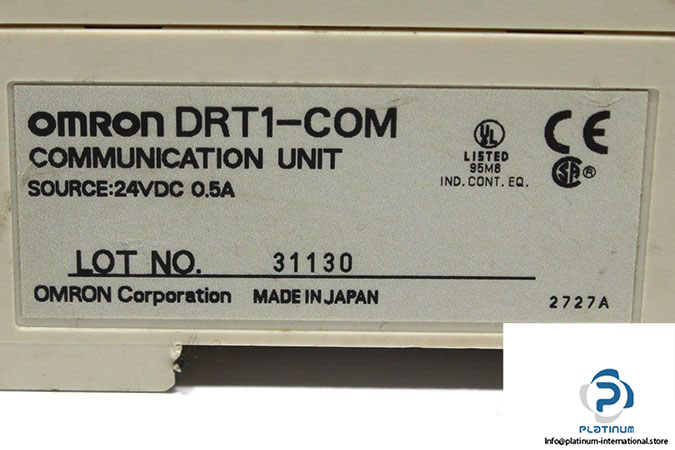 OMRON DRT1-COM
COMMUNICATION UNIT
SOURCE:24VDC 0.5A
UL
LISTED
95M8
IND. CONT. EQ.
CE
SA®
LOT NO. 31130
OMRON Corporation MADE IN JAPAN
2727A
PLATINUM
Info@platinum-international.store